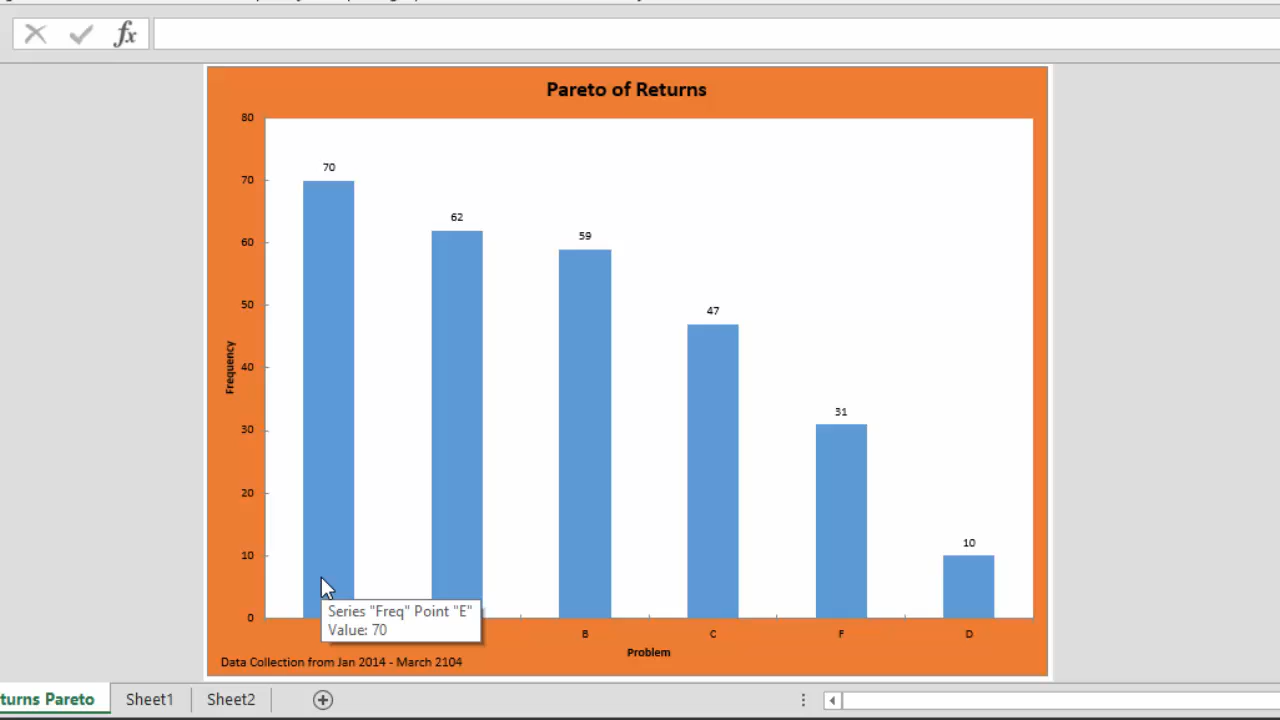 fx
Pareto of Returns
80
70
60
50
40
30
20
10
0
Frequency
70
62
59
47
31
10
Series "Freq" Point "E"
Value: 70
B C F D
Problem
Data Collection from Jan 2014 - March 2104
turns Pareto Sheet1 Sheet2